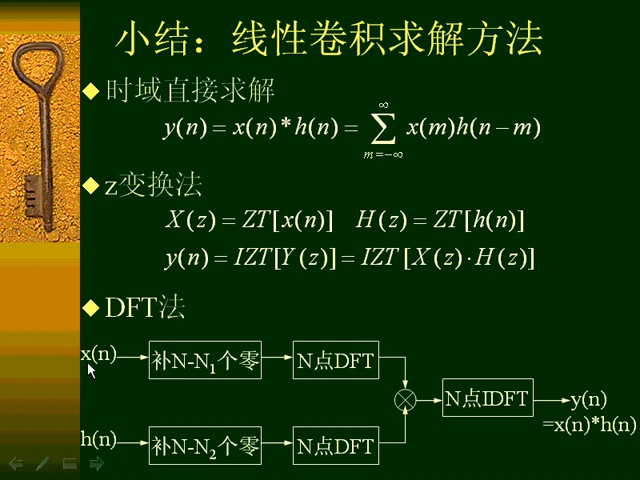 小结：线性卷积求解方法
◆时域直接求解
y(n) = x(n) * h(n) = ∑_{m=-∞}^{∞} x(m)h(n-m)
◆z变换法
X(z) = ZT[x(n)]  H(z) = ZT[h(n)]
y(n) = IZT[Y(z)] = IZT[X(z)·H(z)]
◆DFT法
x(n) 补N-N₁个零 N点DFT
N点IDFT y(n)
=x(n)*h(n)
h(n) 补N-N₂个零 N点DFT